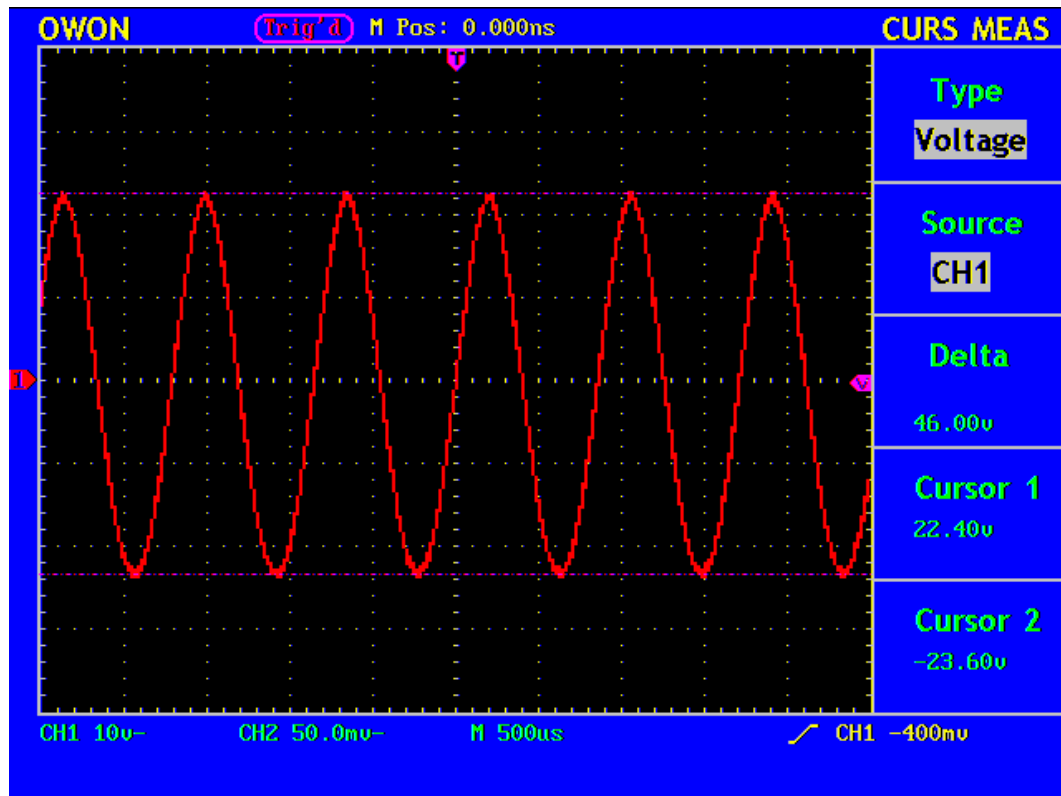 OWON Trig'd M Pos: 0.000ns CURS MEAS
T
Type
Voltage
Source
CH1
1
V
Delta
46.00v
Cursor 1
22.40v
Cursor 2
-23.60v
CH1 10v- CH2 50.0mv- M 500us CH1 -400mv